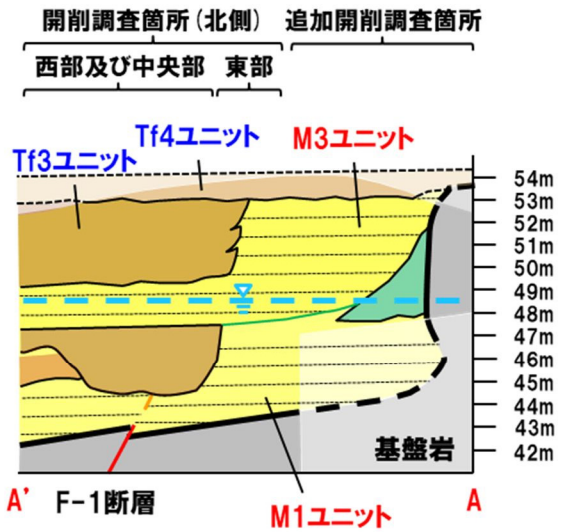 開削調査箇所(北側) 追加開削調査箇所
西部及び中央部 東部
Tf4ユニット M3ユニット
Tf3ユニット
54m
53m
52m
51m
50m
49m
48m
47m
46m
45m
44m
43m
42m
基盤岩
A' F-1断層 A
M1ユニット